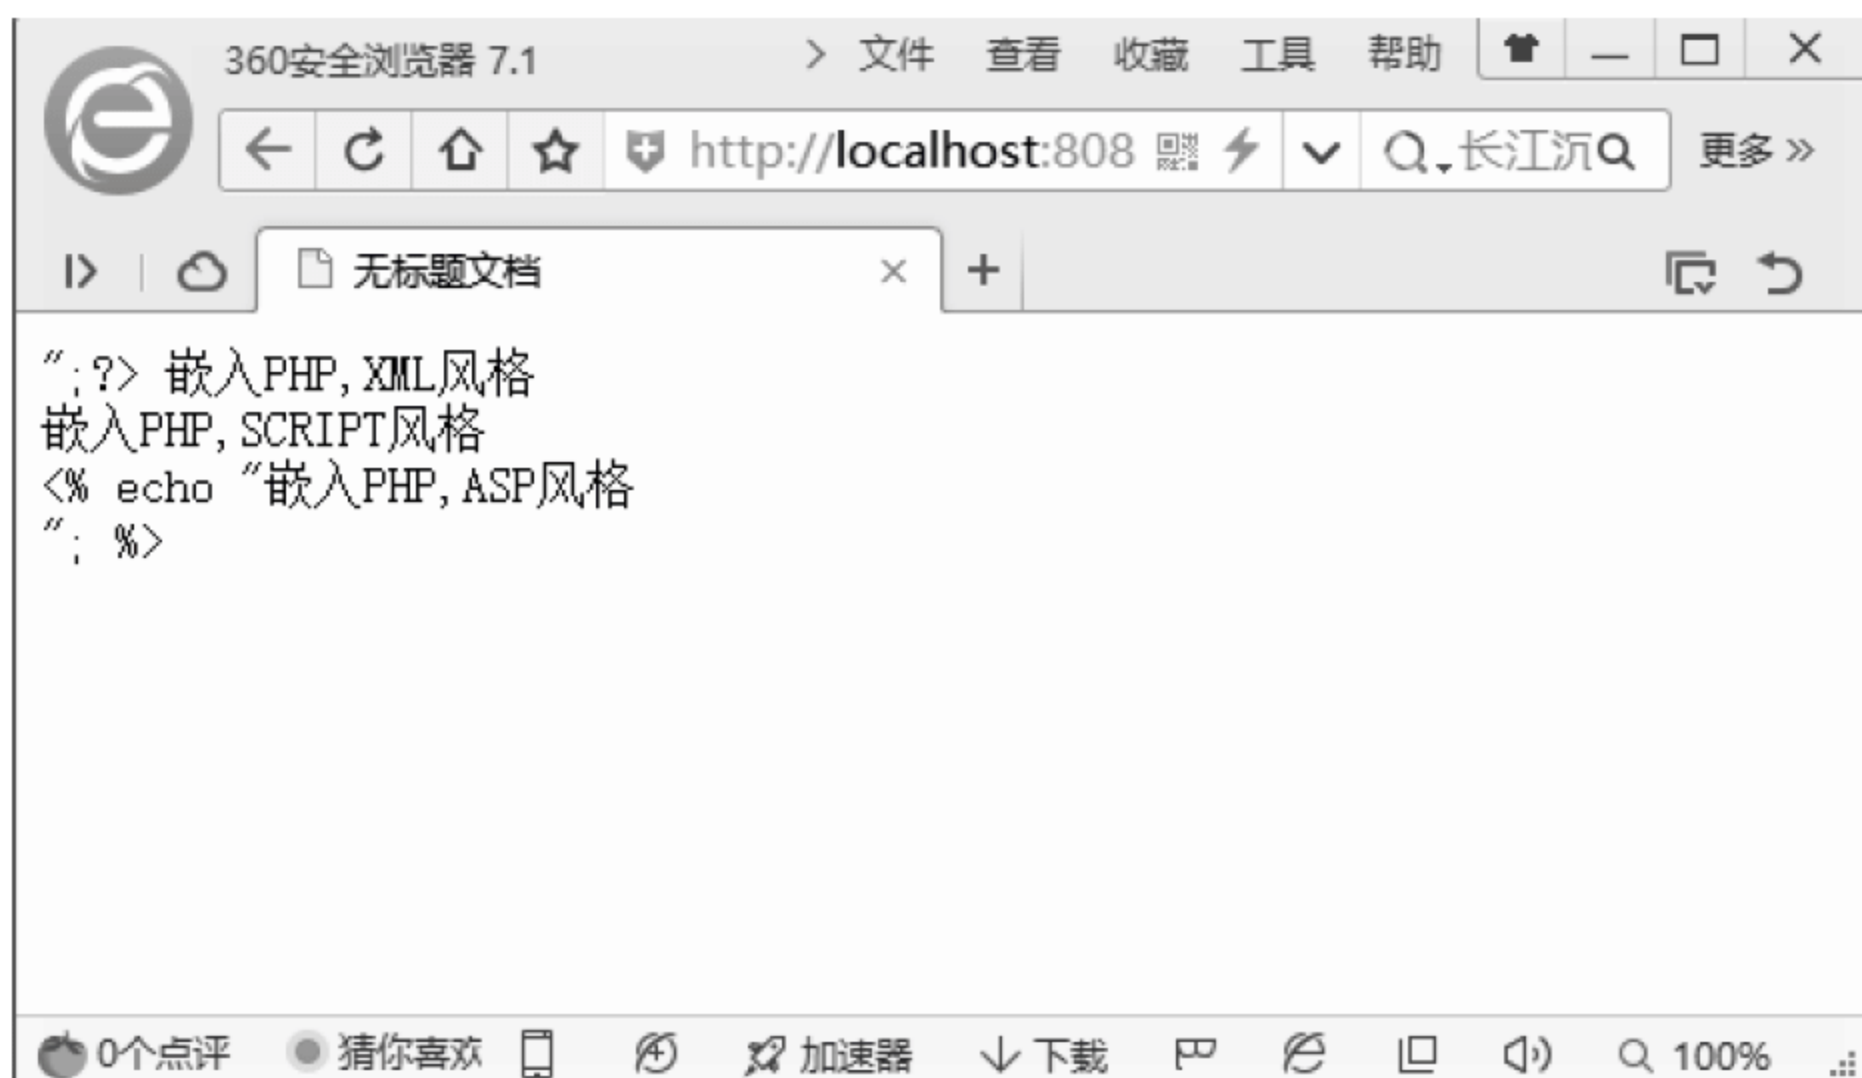 360安全浏览器 7.1 > 文件 查看 收藏 工具 帮助
http://localhost:808 长江沉 更多 »
无标题文档
";?> 嵌入PHP,XML风格
嵌入PHP,SCRIPT风格
<% echo "嵌入PHP,ASP风格
"; %>
0个点评 猜你喜欢 加速器 下载 100%